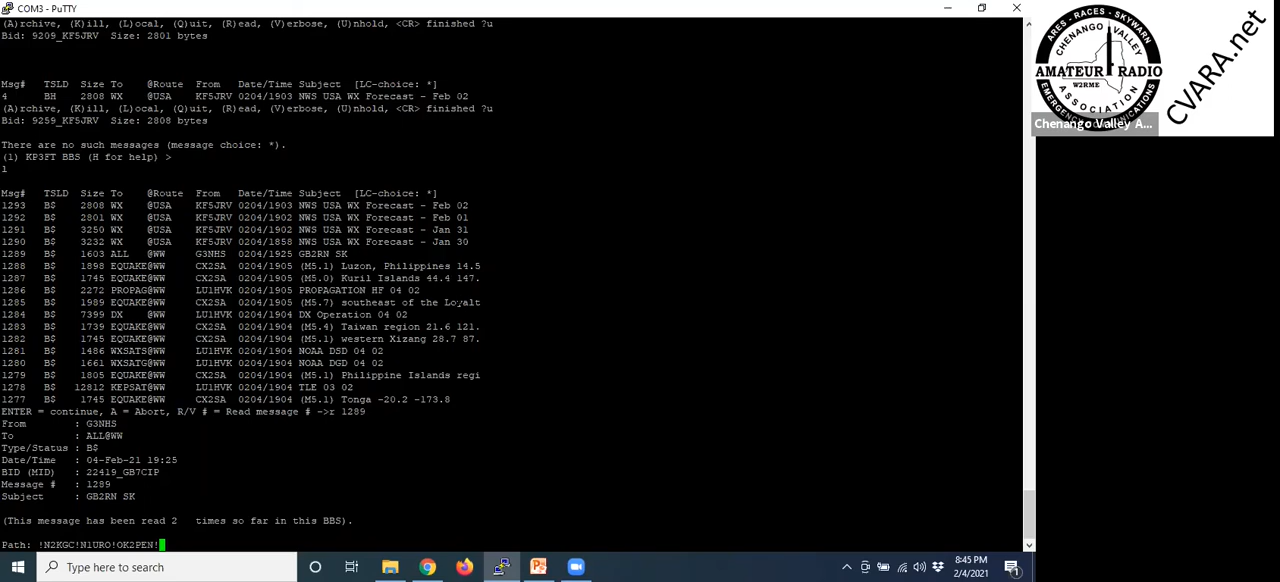 COM3 - PuTTY
(A)rchive, (K)ill, (L)ocal, (Q)uit, (R)ead, (V)erbose, (U)nhold, <CR> finished ?u
Bid: 9209_KF5JRV  Size: 2801 bytes
Msg#   TSLD   Size To     @Route   From    Date/Time Subject   [LC-choice: *]
4      BH     2808 WX     @USA     KF5JRV 0204/1903 NWS USA WX Forecast - Feb 02
(A)rchive, (K)ill, (L)ocal, (Q)uit, (R)ead, (V)erbose, (U)nhold, <CR> finished ?u
Bid: 9259_KF5JRV  Size: 2808 bytes
There are no such messages (message choice: *).
(1) KP3FT BBS (H for help) >
l
Msg#   TSLD   Size To     @Route   From    Date/Time Subject   [LC-choice: *]
1293   B$     2808 WX     @USA     KF5JRV 0204/1903 NWS USA WX Forecast - Feb 02
1292   B$     2801 WX     @USA     KF5JRV 0204/1902 NWS USA WX Forecast - Feb 01
1291   B$     3250 WX     @USA     KF5JRV 0204/1902 NWS USA WX Forecast - Jan 31
1290   B$     3232 WX     @USA     KF5JRV 0204/1858 NWS USA WX Forecast - Jan 30
1289   B$     1603 ALL    @WW      G3NHS   0204/1925 GB2RN SK
1288   B$     1898 EQUAKE@WW      CX2SA   0204/1905 (M5.1) Luzon, Philippines 14.5
1287   B$     1745 EQUAKE@WW      CX2SA   0204/1905 (M5.0) Kuril Islands 44.4 147.
1286   B$     2272 PROPAG@WW      LU1HVK 0204/1905 PROPAGATION HF 04 02
1285   B$     1989 EQUAKE@WW      CX2SA   0204/1905 (M5.7) southeast of the Loyalt
1284   B$     7399 DX     @WW      LU1HVK 0204/1904 DX Operation 04 02
1283   B$     1739 EQUAKE@WW      CX2SA   0204/1904 (M5.4) Taiwan region 21.6 121.
1282   B$     1745 EQUAKE@WW      CX2SA   0204/1904 (M5.1) western Xizang 28.7 87.
1281   B$     1486 WXSATS@WW      LU1HVK 0204/1904 NOAA DSD 04 02
1280   B$     1661 WXSATG@WW      LU1HVK 0204/1904 NOAA DGD 04 02
1279   B$     1805 EQUAKE@WW      CX2SA   0204/1904 (M5.1) Philippine Islands regi
1278   B$    12812 KEPSAT@WW      LU1HVK 0204/1904 TLE 03 02
1277   B$     1745 EQUAKE@WW      CX2SA   0204/1904 (M5.1) Tonga -20.2 -173.8
ENTER = continue, A = Abort, R/V # = Read message # ->r 1289
From        : G3NHS
To          : ALL@WW
Type/Status : B$
Date/Time   : 04-Feb-21 19:25
BID (MID)   : 22419_GB7CIP
Message #   : 1289
Subject     : GB2RN SK
(This message has been read 2   times so far in this BBS).
Path: !N2KGC!N1URO!OK2PEN!
ARES - RACES - SKYWARN
CHENANGO VALLEY
AMATEUR RADIO
W2RME
ASSOCIATION
EMERGENCY COMMUNICATIONS
CVARA.net
Chenango Valley A...
Type here to search
8:45 PM
2/4/2021
1